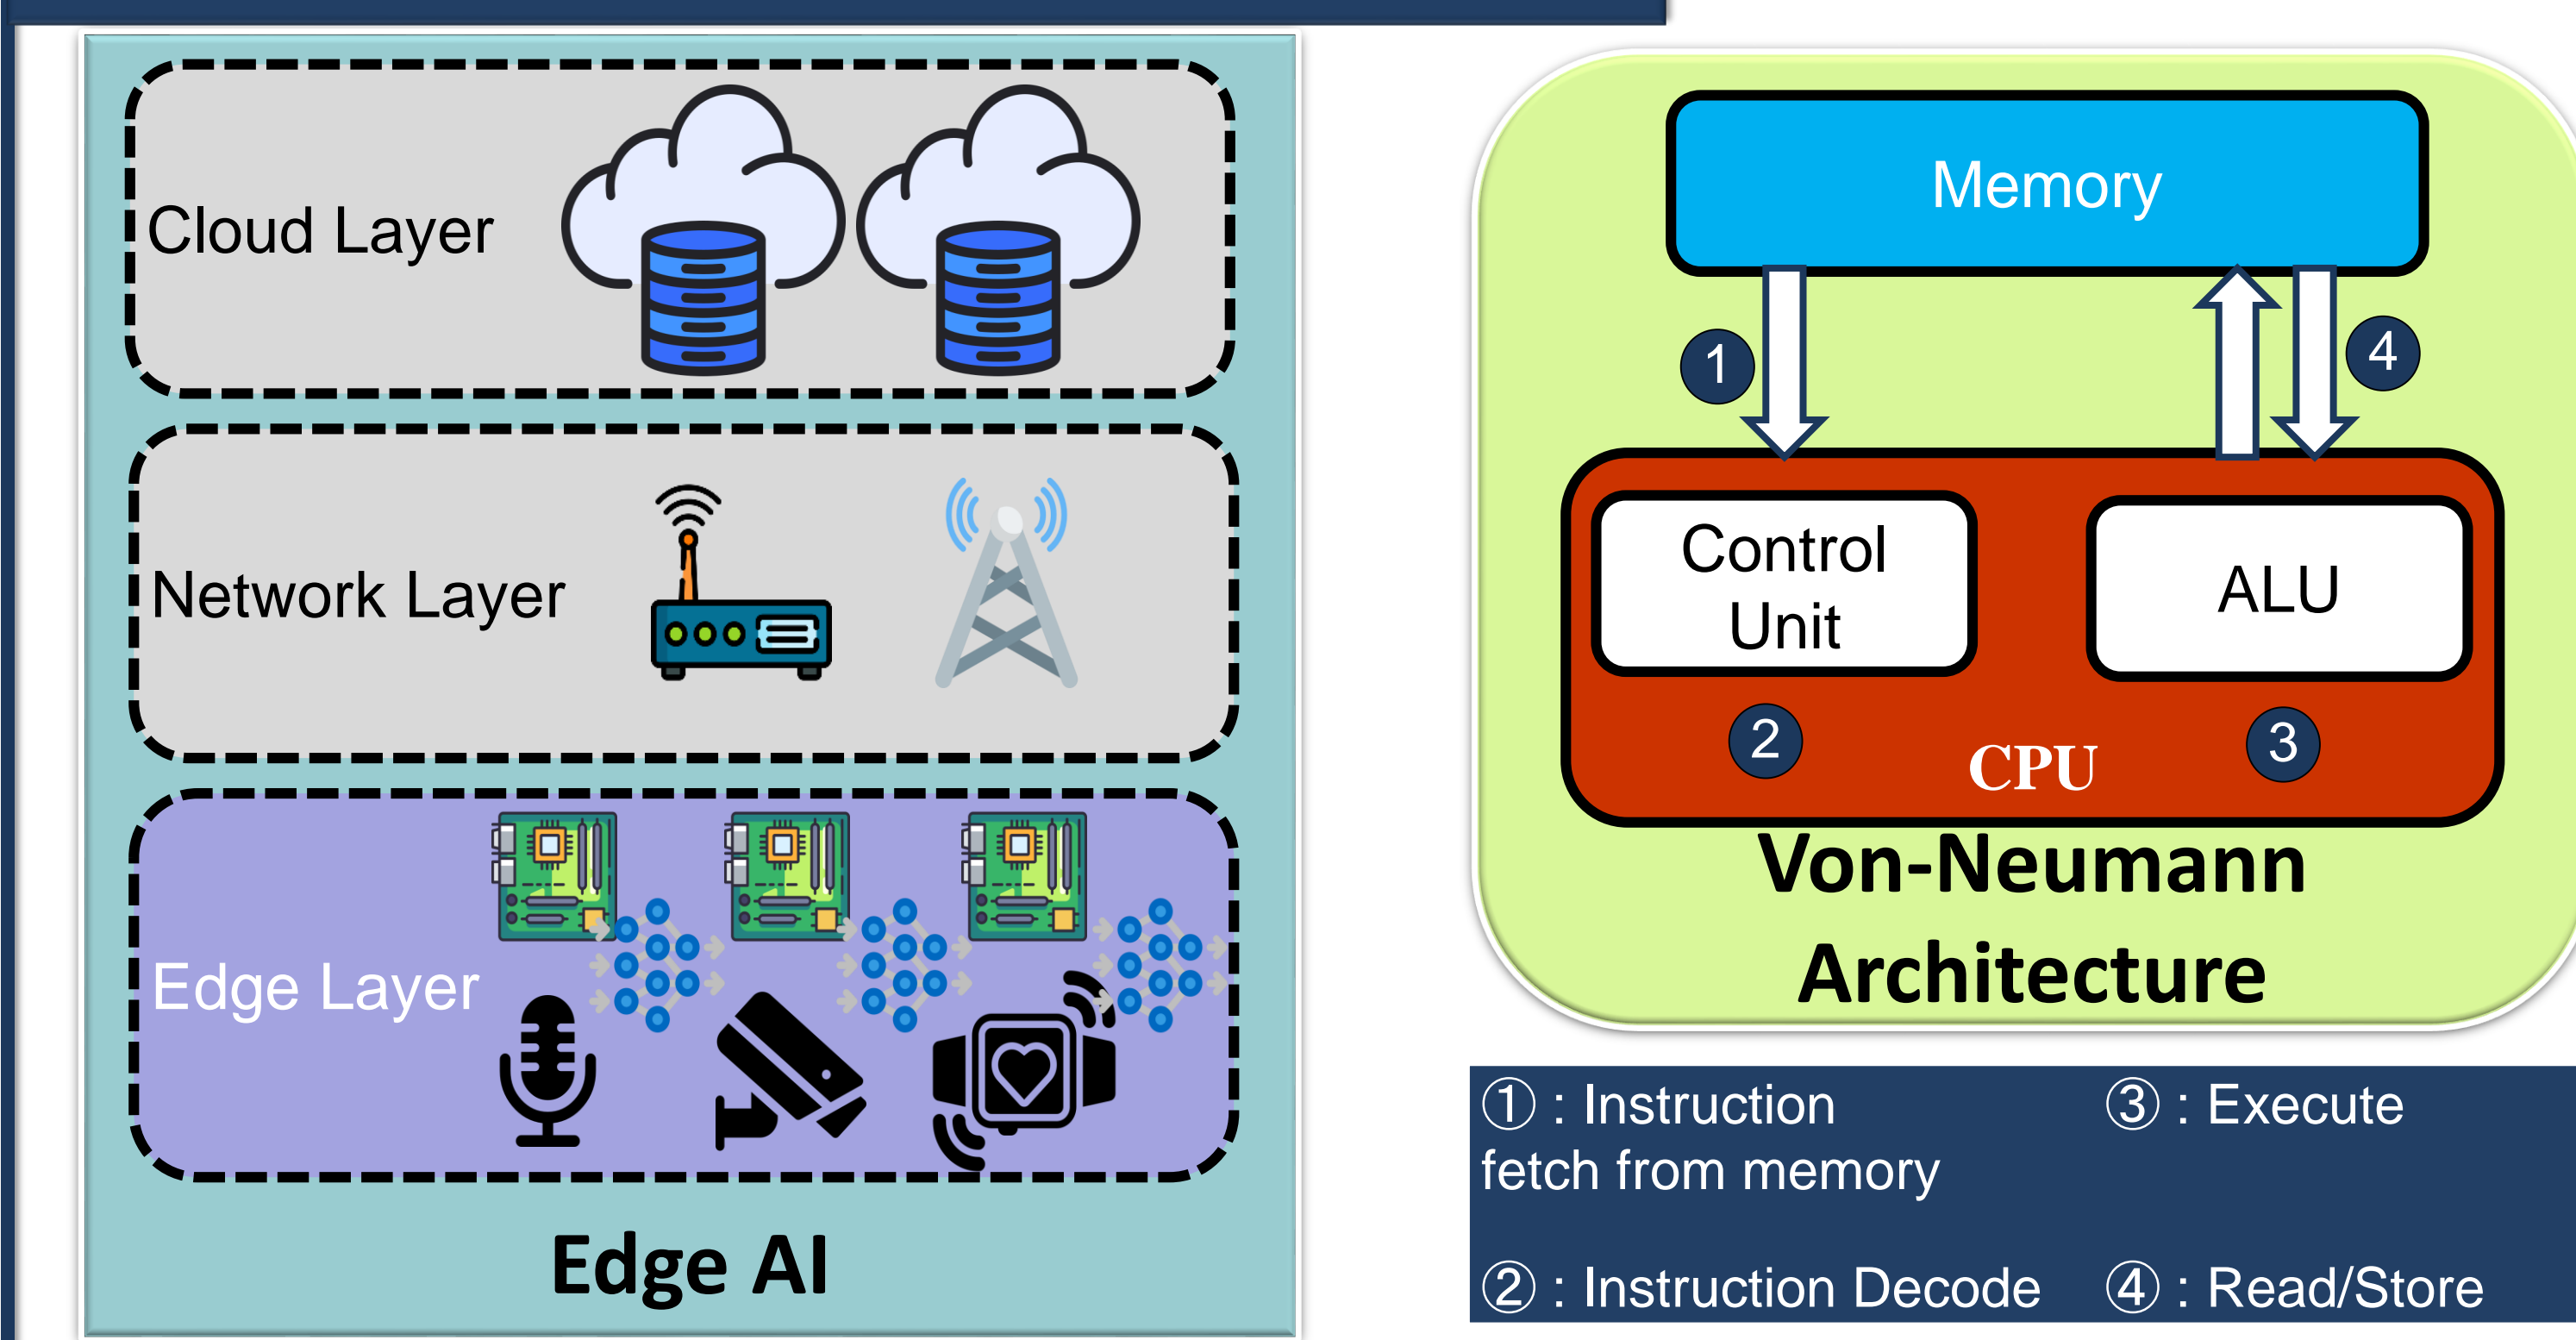 Cloud Layer
Network Layer
Edge Layer
Edge AI
Memory
1
4
Control
Unit
ALU
2
3
CPU
Von-Neumann
Architecture
① : Instruction
fetch from memory
② : Instruction Decode
③ : Execute
④ : Read/Store